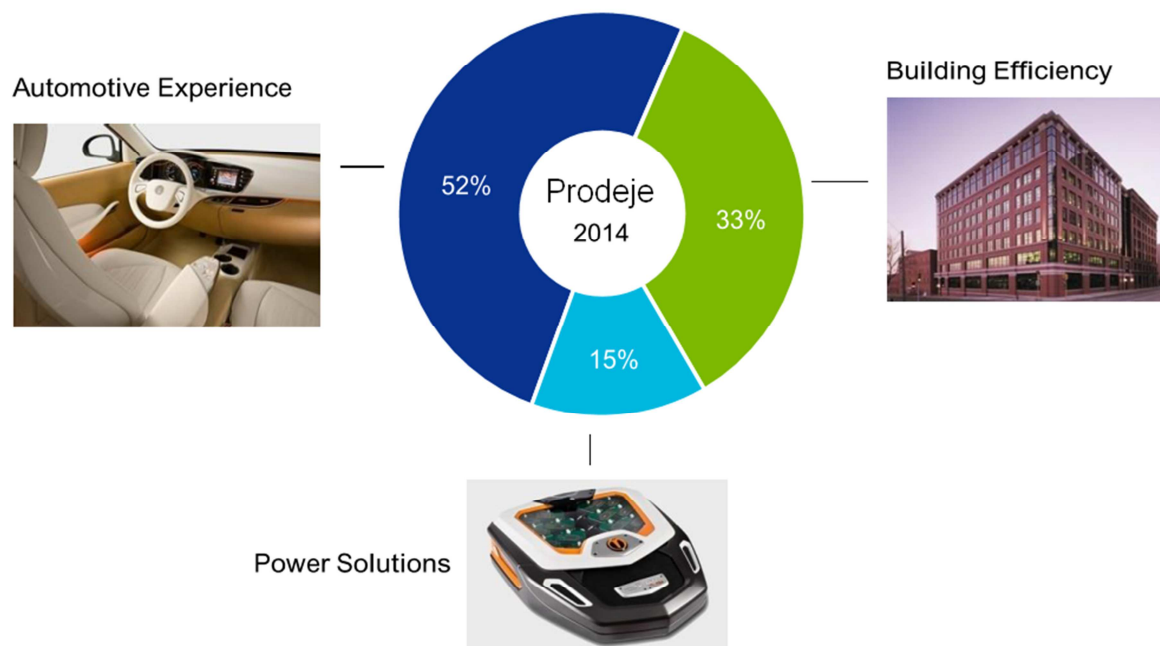 Automotive Experience
Building Efficiency
52%
Prodeje
2014
33%
15%
Power Solutions